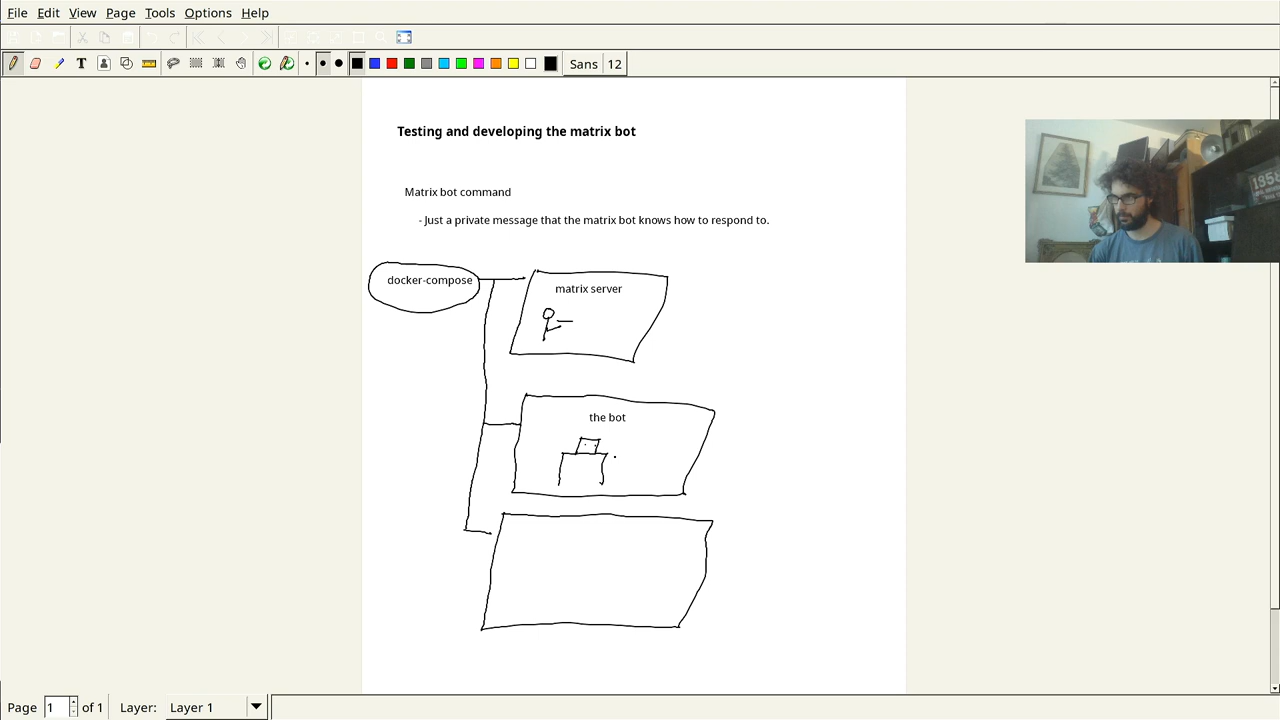 File Edit View Page Tools Options Help
Sans 12
Testing and developing the matrix bot
Matrix bot command
- Just a private message that the matrix bot knows how to respond to.
docker-compose
matrix server
the bot
1858
Page 1 of 1 Layer: Layer 1